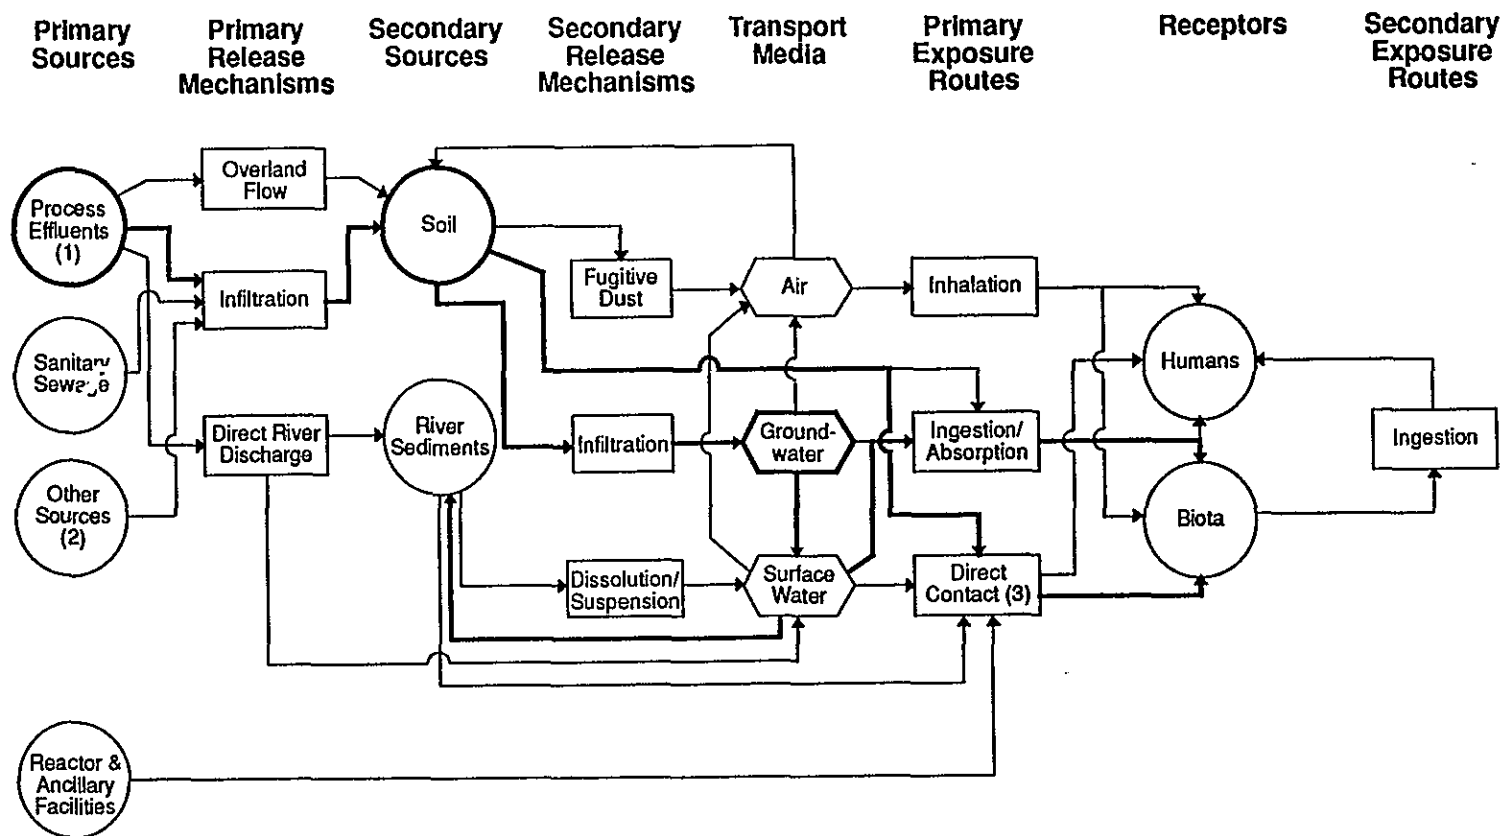 Primary
Sources
Primary
Release
Mechanisms
Secondary
Sources
Secondary
Release
Mechanisms
Transport
Media
Primary
Exposure
Routes
Receptors
Secondary
Exposure
Routes
Process
Effluents
(1)
Sanitary
Sewage
Other
Sources
(2)
Reactor &
Ancillary
Facilities
Overland
Flow
Infiltration
Direct River
Discharge
Soil
River
Sediments
Fugitive
Dust
Infiltration
Dissolution/
Suspension
Air
Ground-
water
Surface
Water
Inhalation
Ingestion/
Absorption
Direct
Contact (3)
Humans
Biota
Ingestion